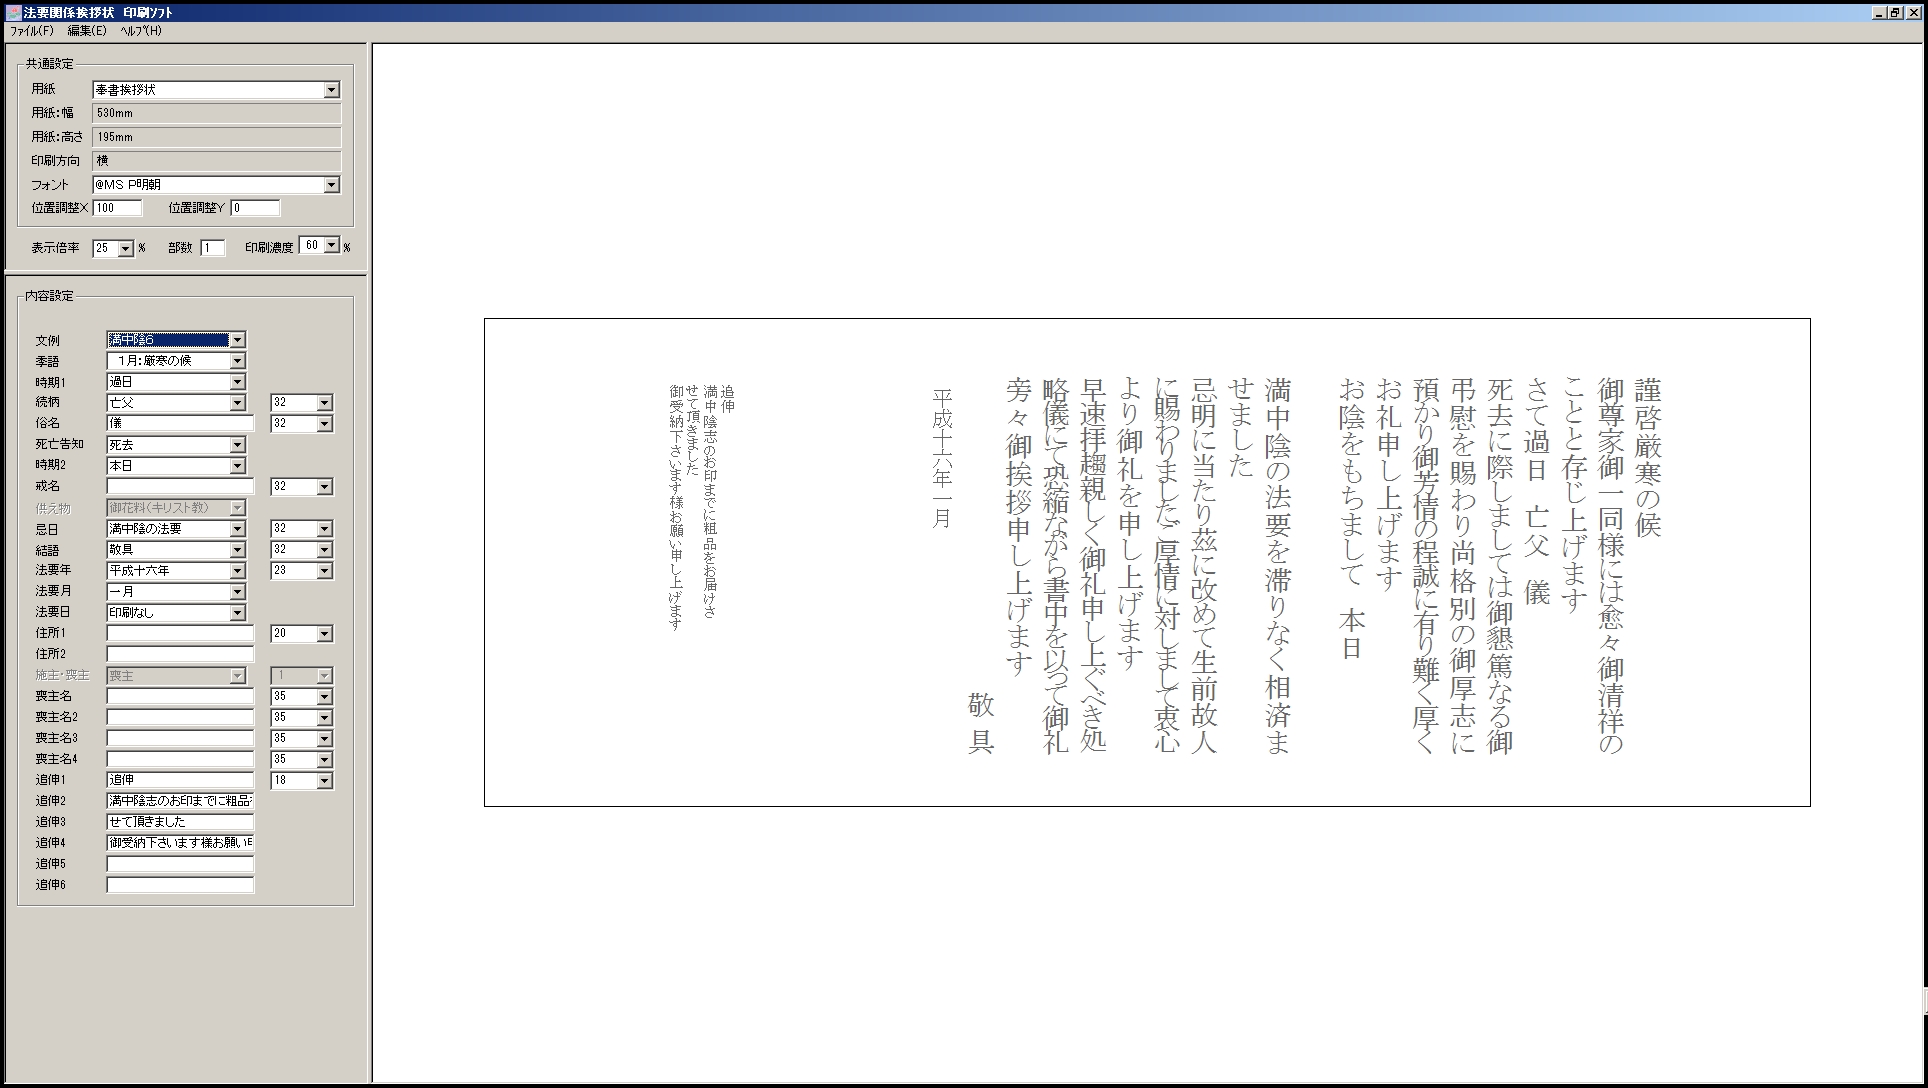 法要関係挨拶状 印刷ソフト
ファイル(F) 編集(E) ヘルプ(H)
共通設定
用紙 奉書挨拶状
用紙:幅 530mm
用紙:高さ 195mm
印刷方向 横
フォント @MS P明朝
位置調整X 100 位置調整Y 0
表示倍率 25 % 部数 1 印刷濃度 60 %
内容設定
文例 満中陰6
季語 1月:厳寒の候
時期1 過日
続柄 亡父 32
俗名 儀 32
死亡告知 死去
時期2 本日
戒名 32
供え物 御花料(キリスト教)
忌日 満中陰の法要 32
結語 敬具 32
法要年 平成十六年 23
法要月 一月
法要日 印刷なし
住所1 20
住所2
施主・喪主 喪主 1
喪主名 35
喪主名2 35
喪主名3 35
喪主名4 35
追伸1 追伸 18
追伸2 満中陰志のお印までに粗品
追伸3 せて頂きました
追伸4 御受納下さいます様お願い
追伸5
追伸6
謹啓厳寒の候
御尊家御一同様には愈々御清祥の
ことと存じ上げます
さて過日 亡父 儀
死去に際しましては御懇篤なる御
弔慰を賜わり尚格別の御厚志に
預かり御芳情の程誠に有り難く厚く
お礼申し上げます
お陰をもちまして 本日
満中陰の法要を滞りなく相済ま
せました
忌明に当たり茲に改めて生前故人
に賜わりましたご厚情に対しまして衷心
より御礼を申し上げます
早速拝趨親しく御礼申し上ぐべき処
略儀にて恐縮ながら書中を以って御礼
旁々御挨拶申し上げます
敬具
平成十六年一月
追伸
満中陰志のお印までに粗品をお届けさ
せて頂きました
御受納下さいます様お願い申し上げます